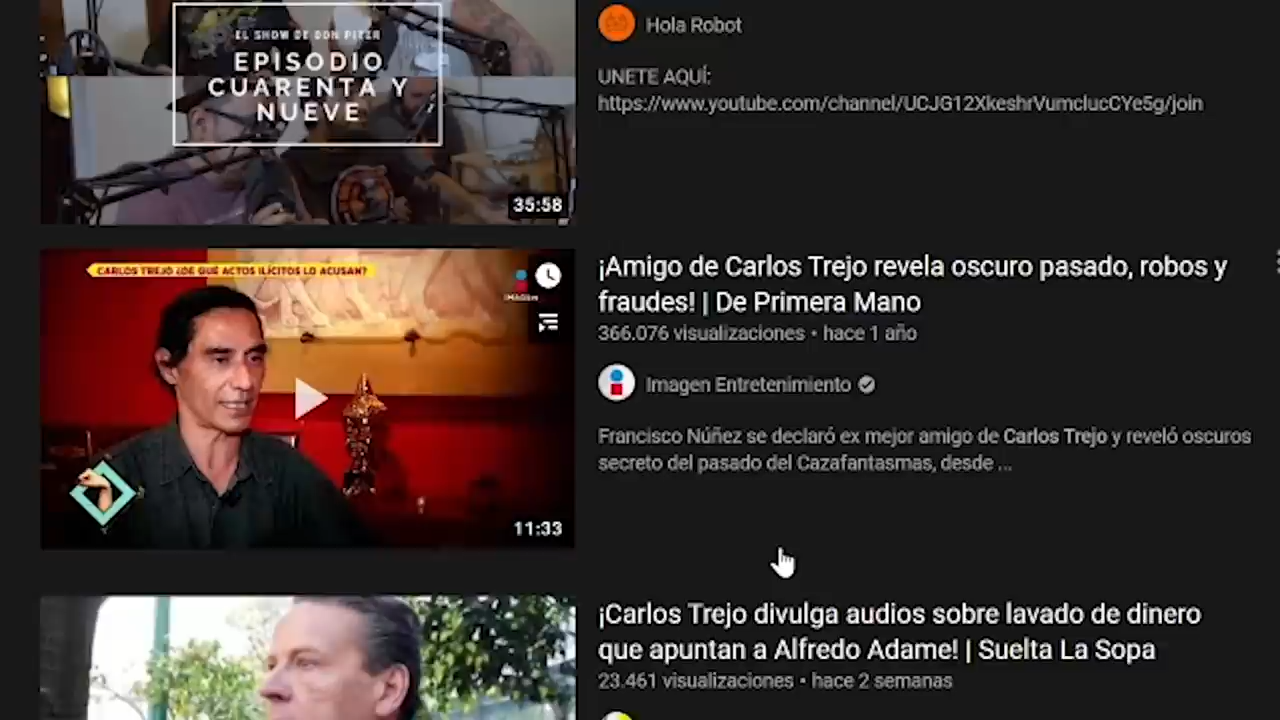 EL SHOW DE DON PITER
EPISODIO
CUARENTA Y
NUEVE
35:58
Hola Robot
UNETE AQUÍ:
https://www.youtube.com/channel/UCJG12XkeshrVumclucCYe5g/join
CARLOS TREJO ¿DE QUÉ ACTOS ILÍCITOS LO ACUSAN?
IMAGEN
11:33
¡Amigo de Carlos Trejo revela oscuro pasado, robos y
fraudes! | De Primera Mano
366.076 visualizaciones • hace 1 año
Imagen Entretenimiento
Francisco Núñez se declaró ex mejor amigo de Carlos Trejo y reveló oscuros
secreto del pasado del Cazafantasmas, desde ...
¡Carlos Trejo divulga audios sobre lavado de dinero
que apuntan a Alfredo Adame! | Suelta La Sopa
23.461 visualizaciones • hace 2 semanas